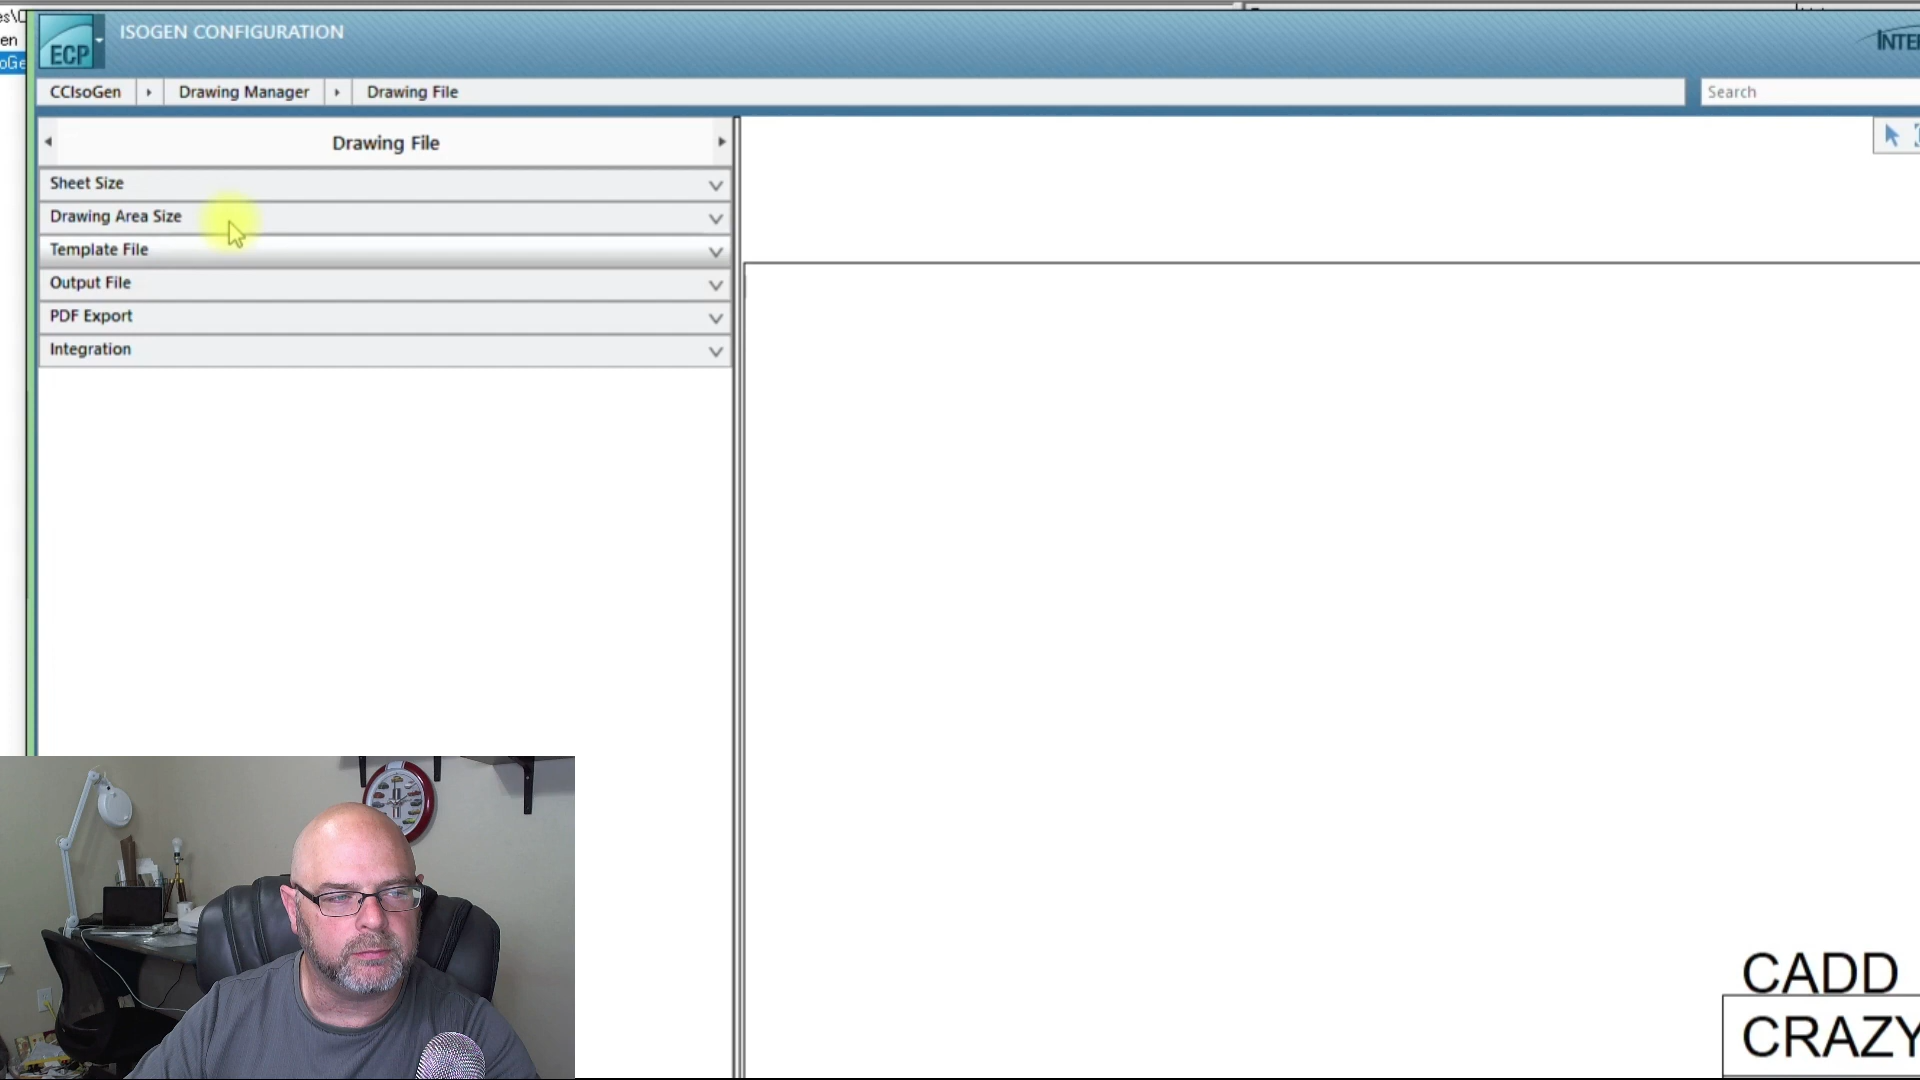 ISOGEN CONFIGURATION
ECP
CCIsoGen
Drawing Manager
Drawing File
Search
Drawing File
Sheet Size
Drawing Area Size
Template File
Output File
PDF Export
Integration
CADD
CRAZY